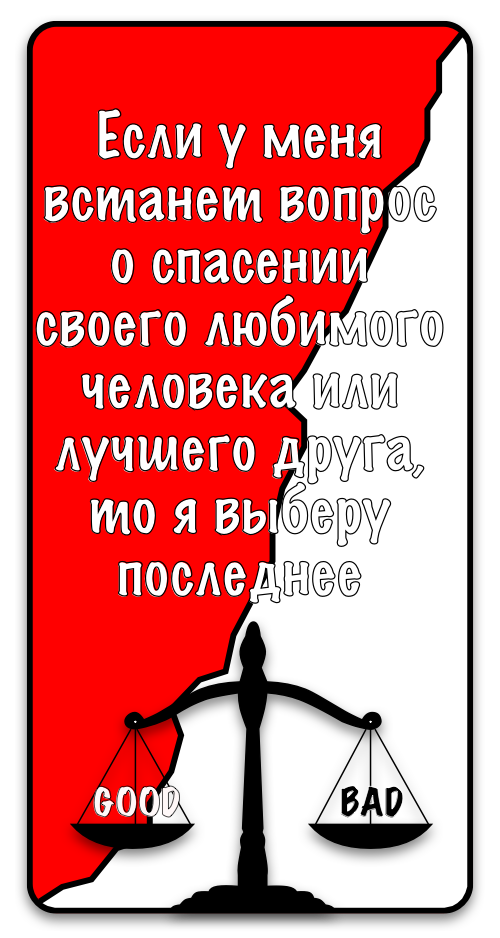 Если у меня
встанет вопрос
о спасении
своего любимого
человека или
лучшего друга,
то я выберу
последнее
GOOD
BAD